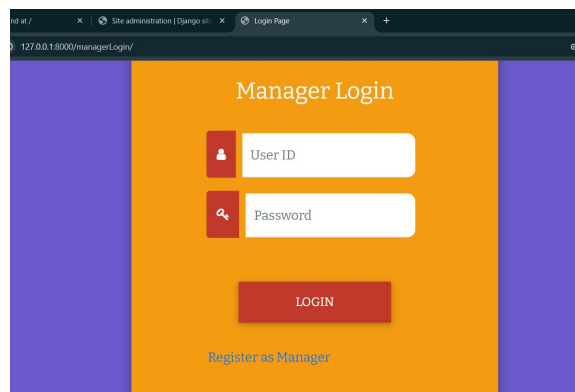 nd at /
Site administration | Django sit
Login Page
127.0.0.1:8000/managerLogin/
Manager Login
User ID
Password
LOGIN
Register as Manager